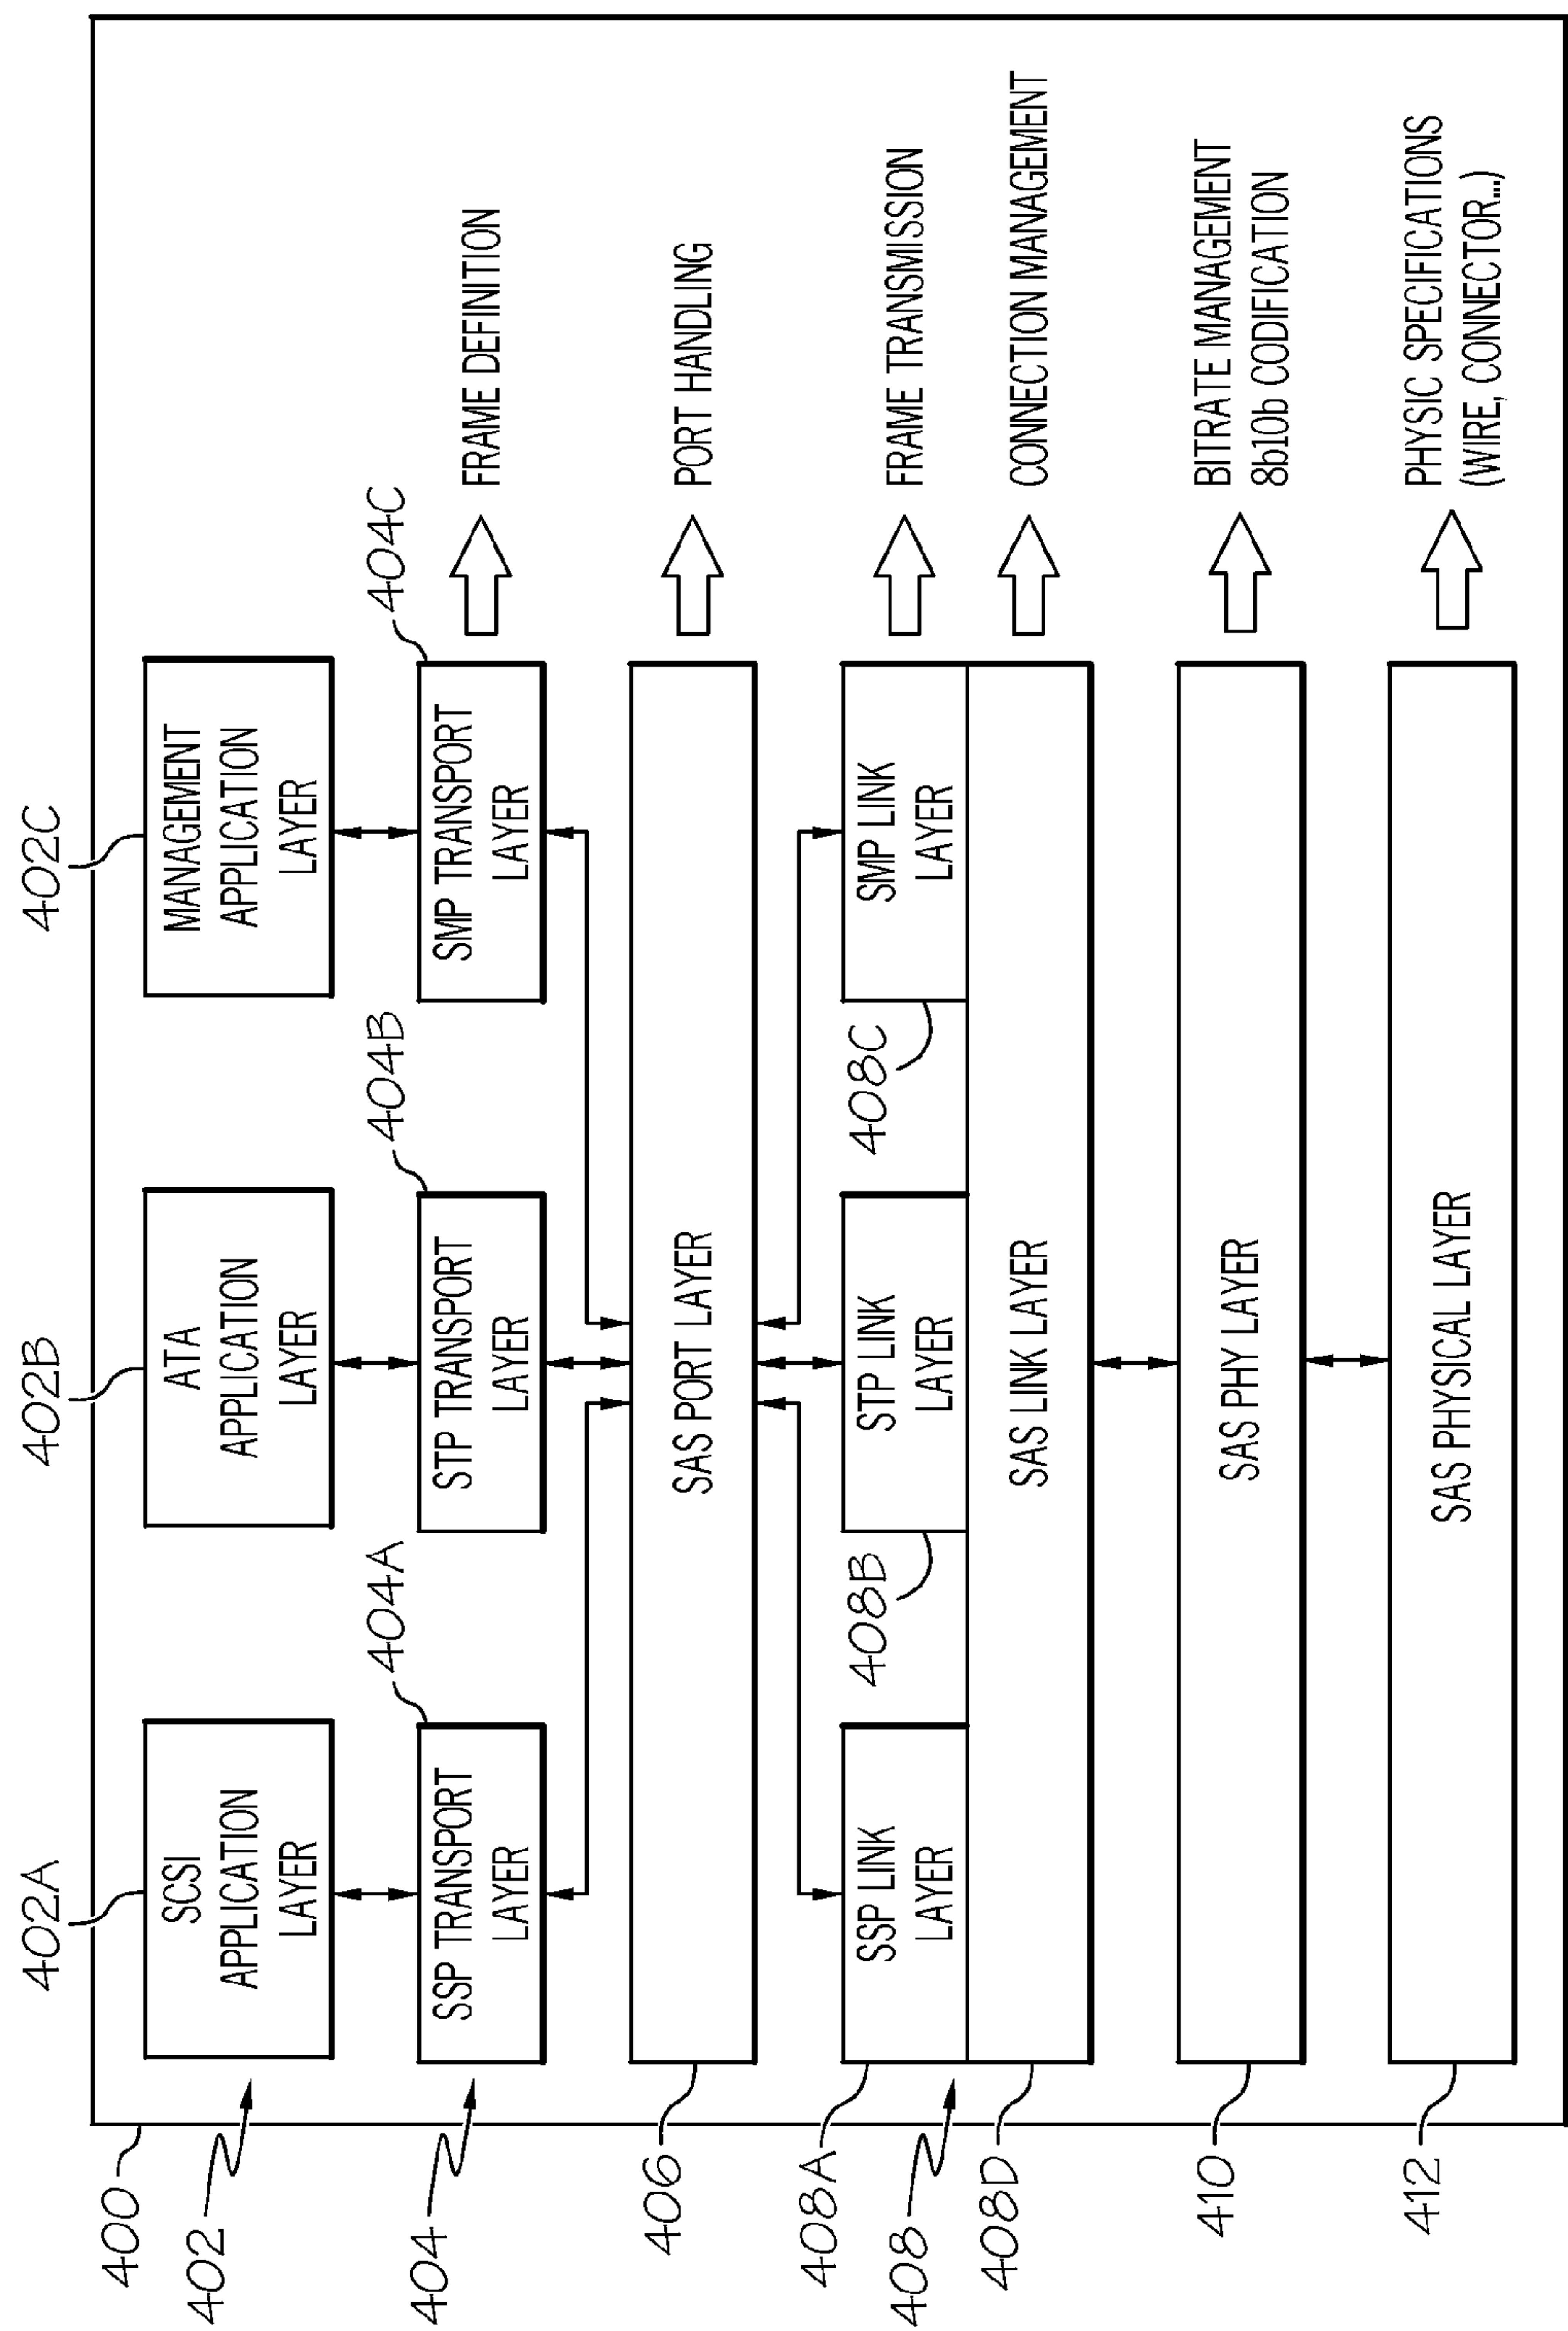 402A
402B
402C
400
402
SCSI
APPLICATION
LAYER
ATA
APPLICATION
LAYER
MANAGEMENT
APPLICATION
LAYER
404A
404B
404C
404
SSP TRANSPORT
LAYER
STP TRANSPORT
LAYER
SMP TRANSPORT
LAYER
FRAME DEFINITION
406
SAS PORT LAYER
PORT HANDLING
408A
408
SSP LINK
LAYER
408B
STP LINK
LAYER
408C
SMP LINK
LAYER
FRAME TRANSMISSION
408D
SAS LINK LAYER
CONNECTION MANAGEMENT
410
SAS PHY LAYER
BITRATE MANAGEMENT
8b10b CODIFICATION
412
SAS PHYSICAL LAYER
PHYSIC SPECIFICATIONS
(WIRE, CONNECTOR...)